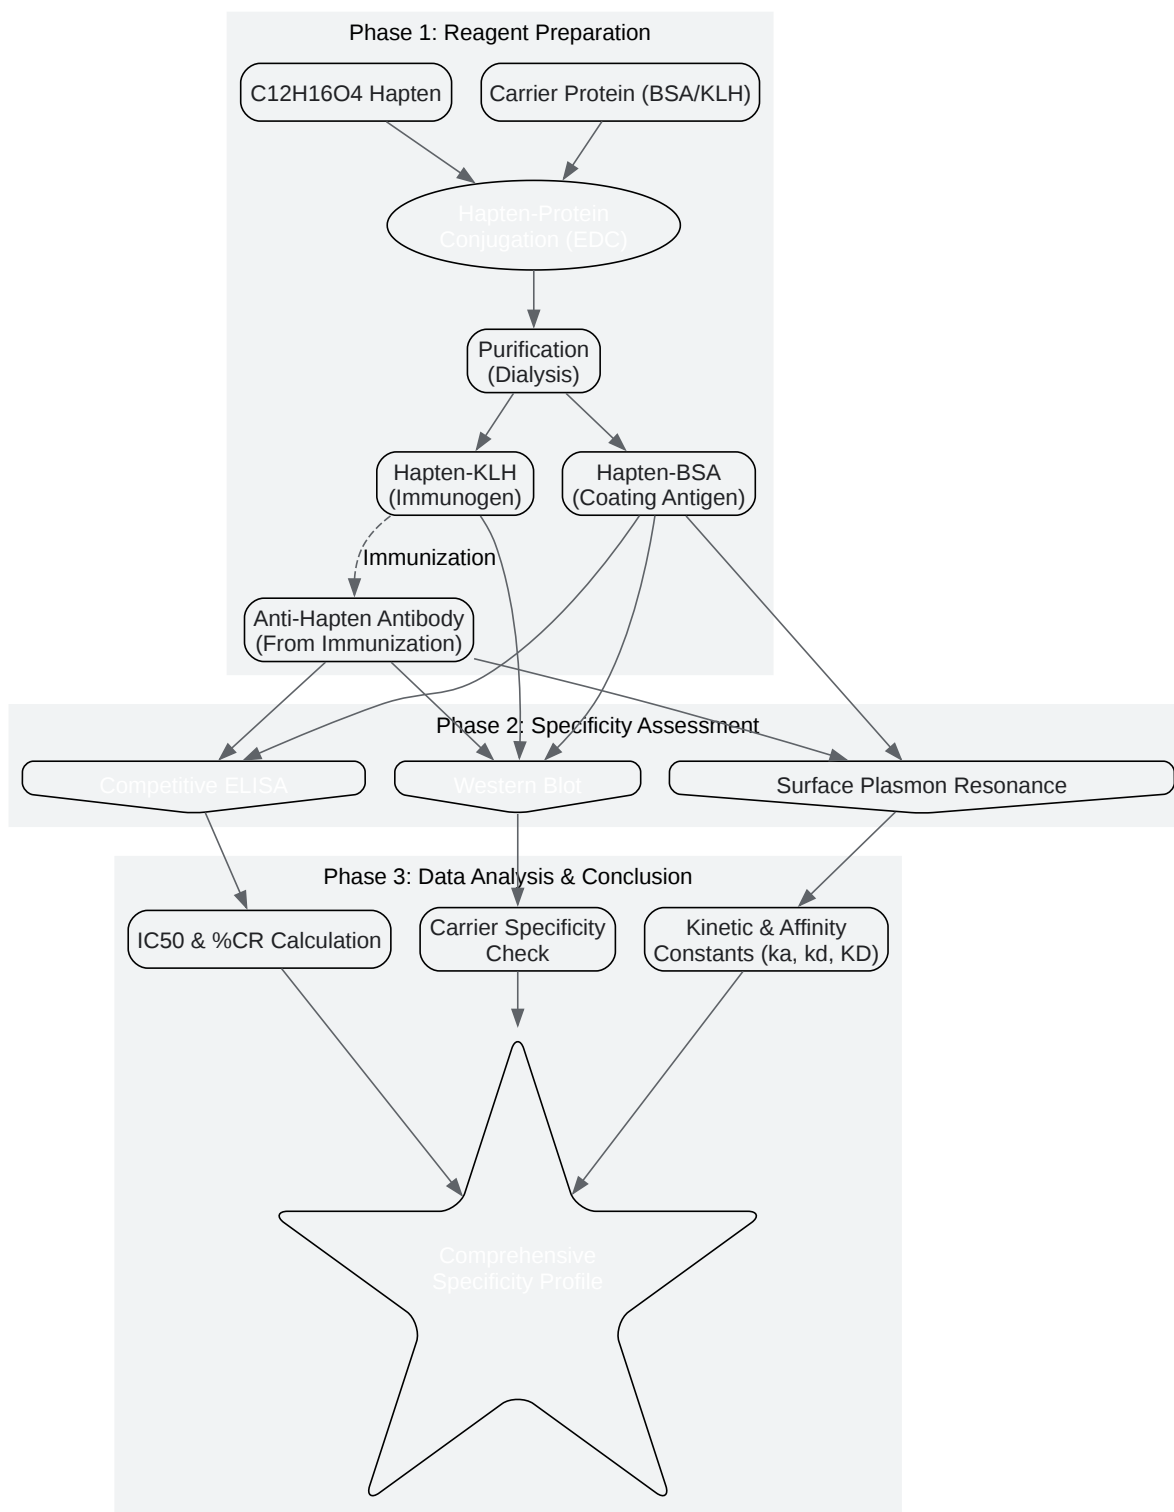 Phase 1: Reagent Preparation
C12H16O4 Hapten
Carrier Protein (BSA/KLH)
Hapten-Protein
Conjugation (EDC)
Purification
(Dialysis)
Hapten-KLH
(Immunogen)
Hapten-BSA
(Coating Antigen)
Immunization
Anti-Hapten Antibody
(From Immunization)
Phase 2: Specificity Assessment
Competitive ELISA
Western Blot
Surface Plasmon Resonance
Phase 3: Data Analysis & Conclusion
IC50 & %CR Calculation
Carrier Specificity
Check
Kinetic & Affinity
Constants (ka, kd, KD)
Comprehensive
Specificity Profile